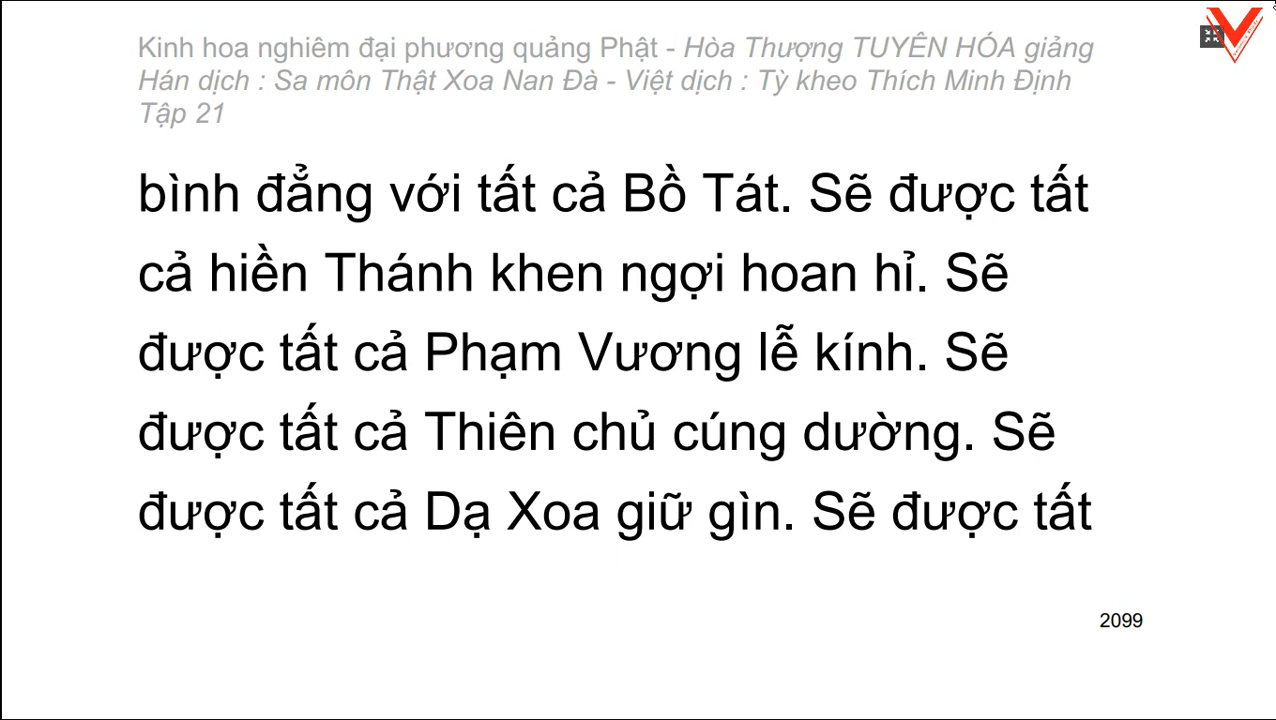 Kinh hoa nghiêm đại phương quảng Phật - Hòa Thượng TUYÊN HÓA giảng
Hán dịch : Sa môn Thật Xoa Nan Đà - Việt dịch : Tỳ kheo Thích Minh Định
Tập 21
bình đẳng với tất cả Bồ Tát. Sẽ được tất
cả hiền Thánh khen ngợi hoan hỉ. Sẽ
được tất cả Phạm Vương lễ kính. Sẽ
được tất cả Thiên chủ cúng dường. Sẽ
được tất cả Dạ Xoa giữ gìn. Sẽ được tất
2099